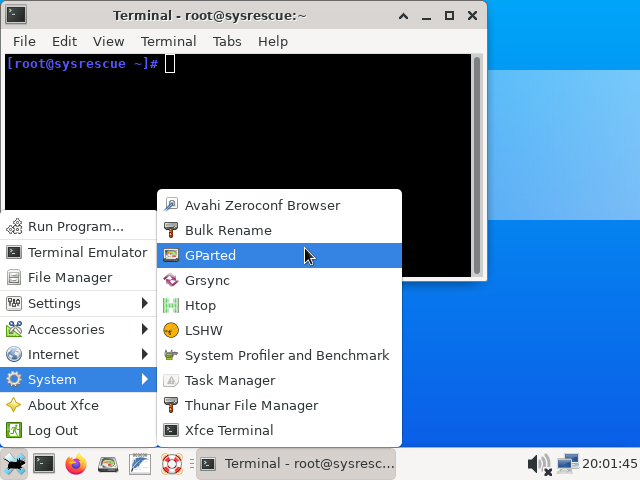 Terminal - root@sysrescue:~
File Edit View Terminal Tabs Help
[root@sysrescue ~]#
Run Program...
Terminal Emulator
File Manager
Settings
Accessories
Internet
System
About Xfce
Log Out
Avahi Zeroconf Browser
Bulk Rename
GParted
Grsync
Htop
LSHW
System Profiler and Benchmark
Task Manager
Thunar File Manager
Xfce Terminal
Terminal - root@sysresc...
20:01:45